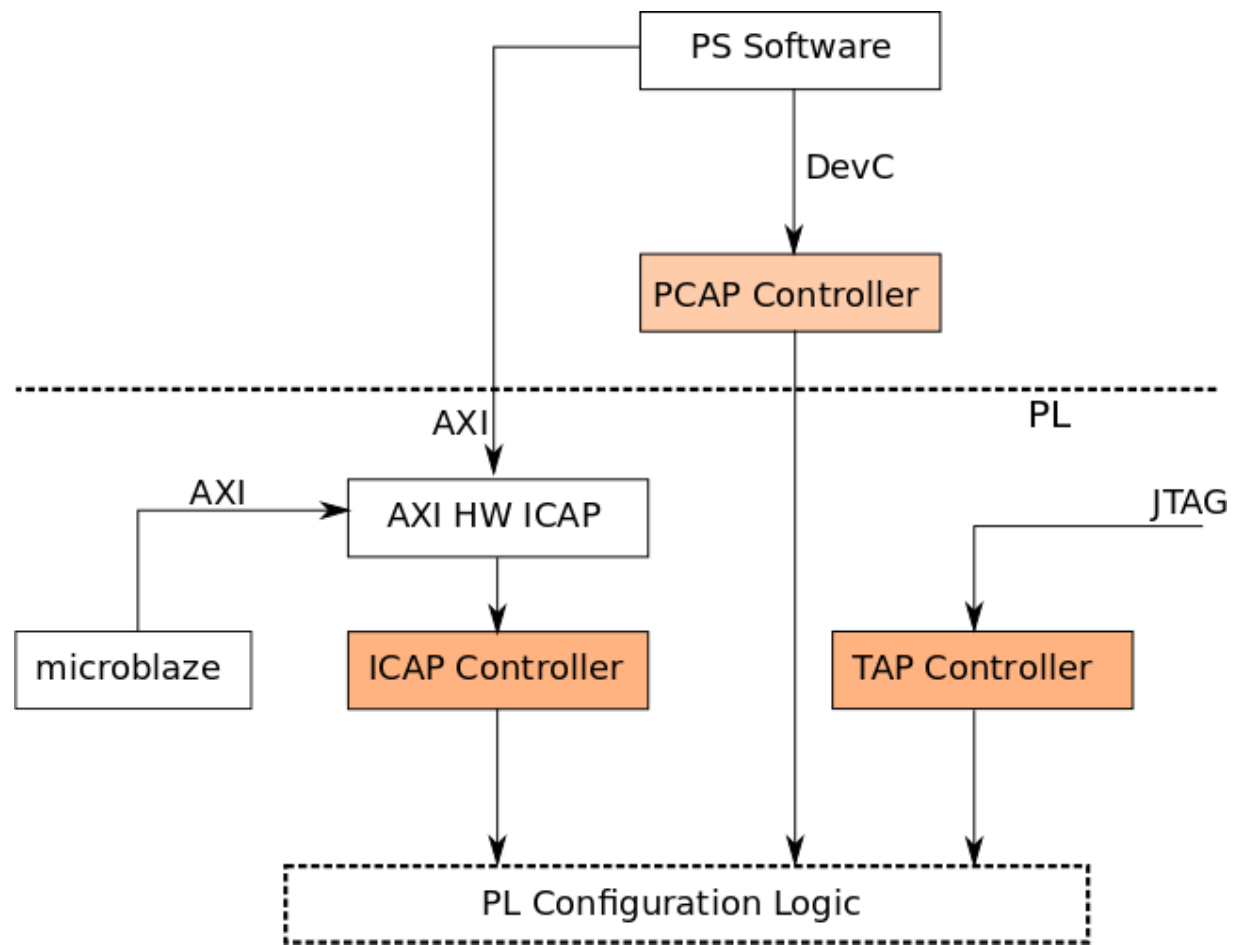 PS Software
DevC
PCAP Controller
PL
AXI
AXI
JTAG
AXI HW ICAP
microblaze
ICAP Controller
TAP Controller
PL Configuration Logic